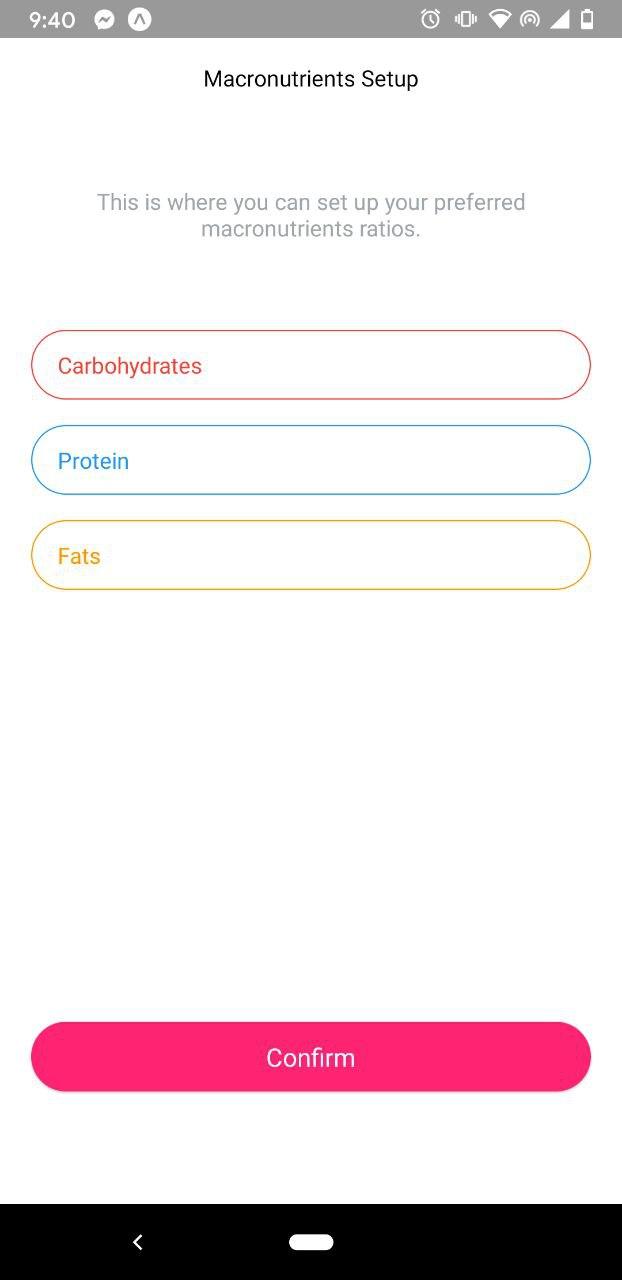 9:40
Macronutrients Setup
This is where you can set up your preferred
macronutrients ratios.
Carbohydrates
Protein
Fats
Confirm